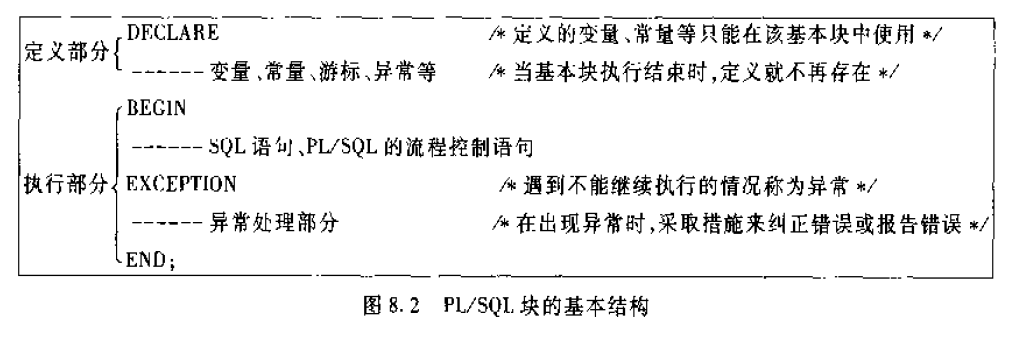 定义部分{DECLARE /* 定义的变量、常量等只能在该基本块中使用 */
------ 变量、常量、游标、异常等 /* 当基本块执行结束时,定义就不再存在 */
BEGIN
------ SQL 语句、PL/SQL 的流程控制语句
执行部分{EXCEPTION /* 遇到不能继续执行的情况称为异常 */
------ 异常处理部分 /* 在出现异常时,采取措施来纠正错误或报告错误 */
END;
图 8.2 PL/SQL 块的基本结构